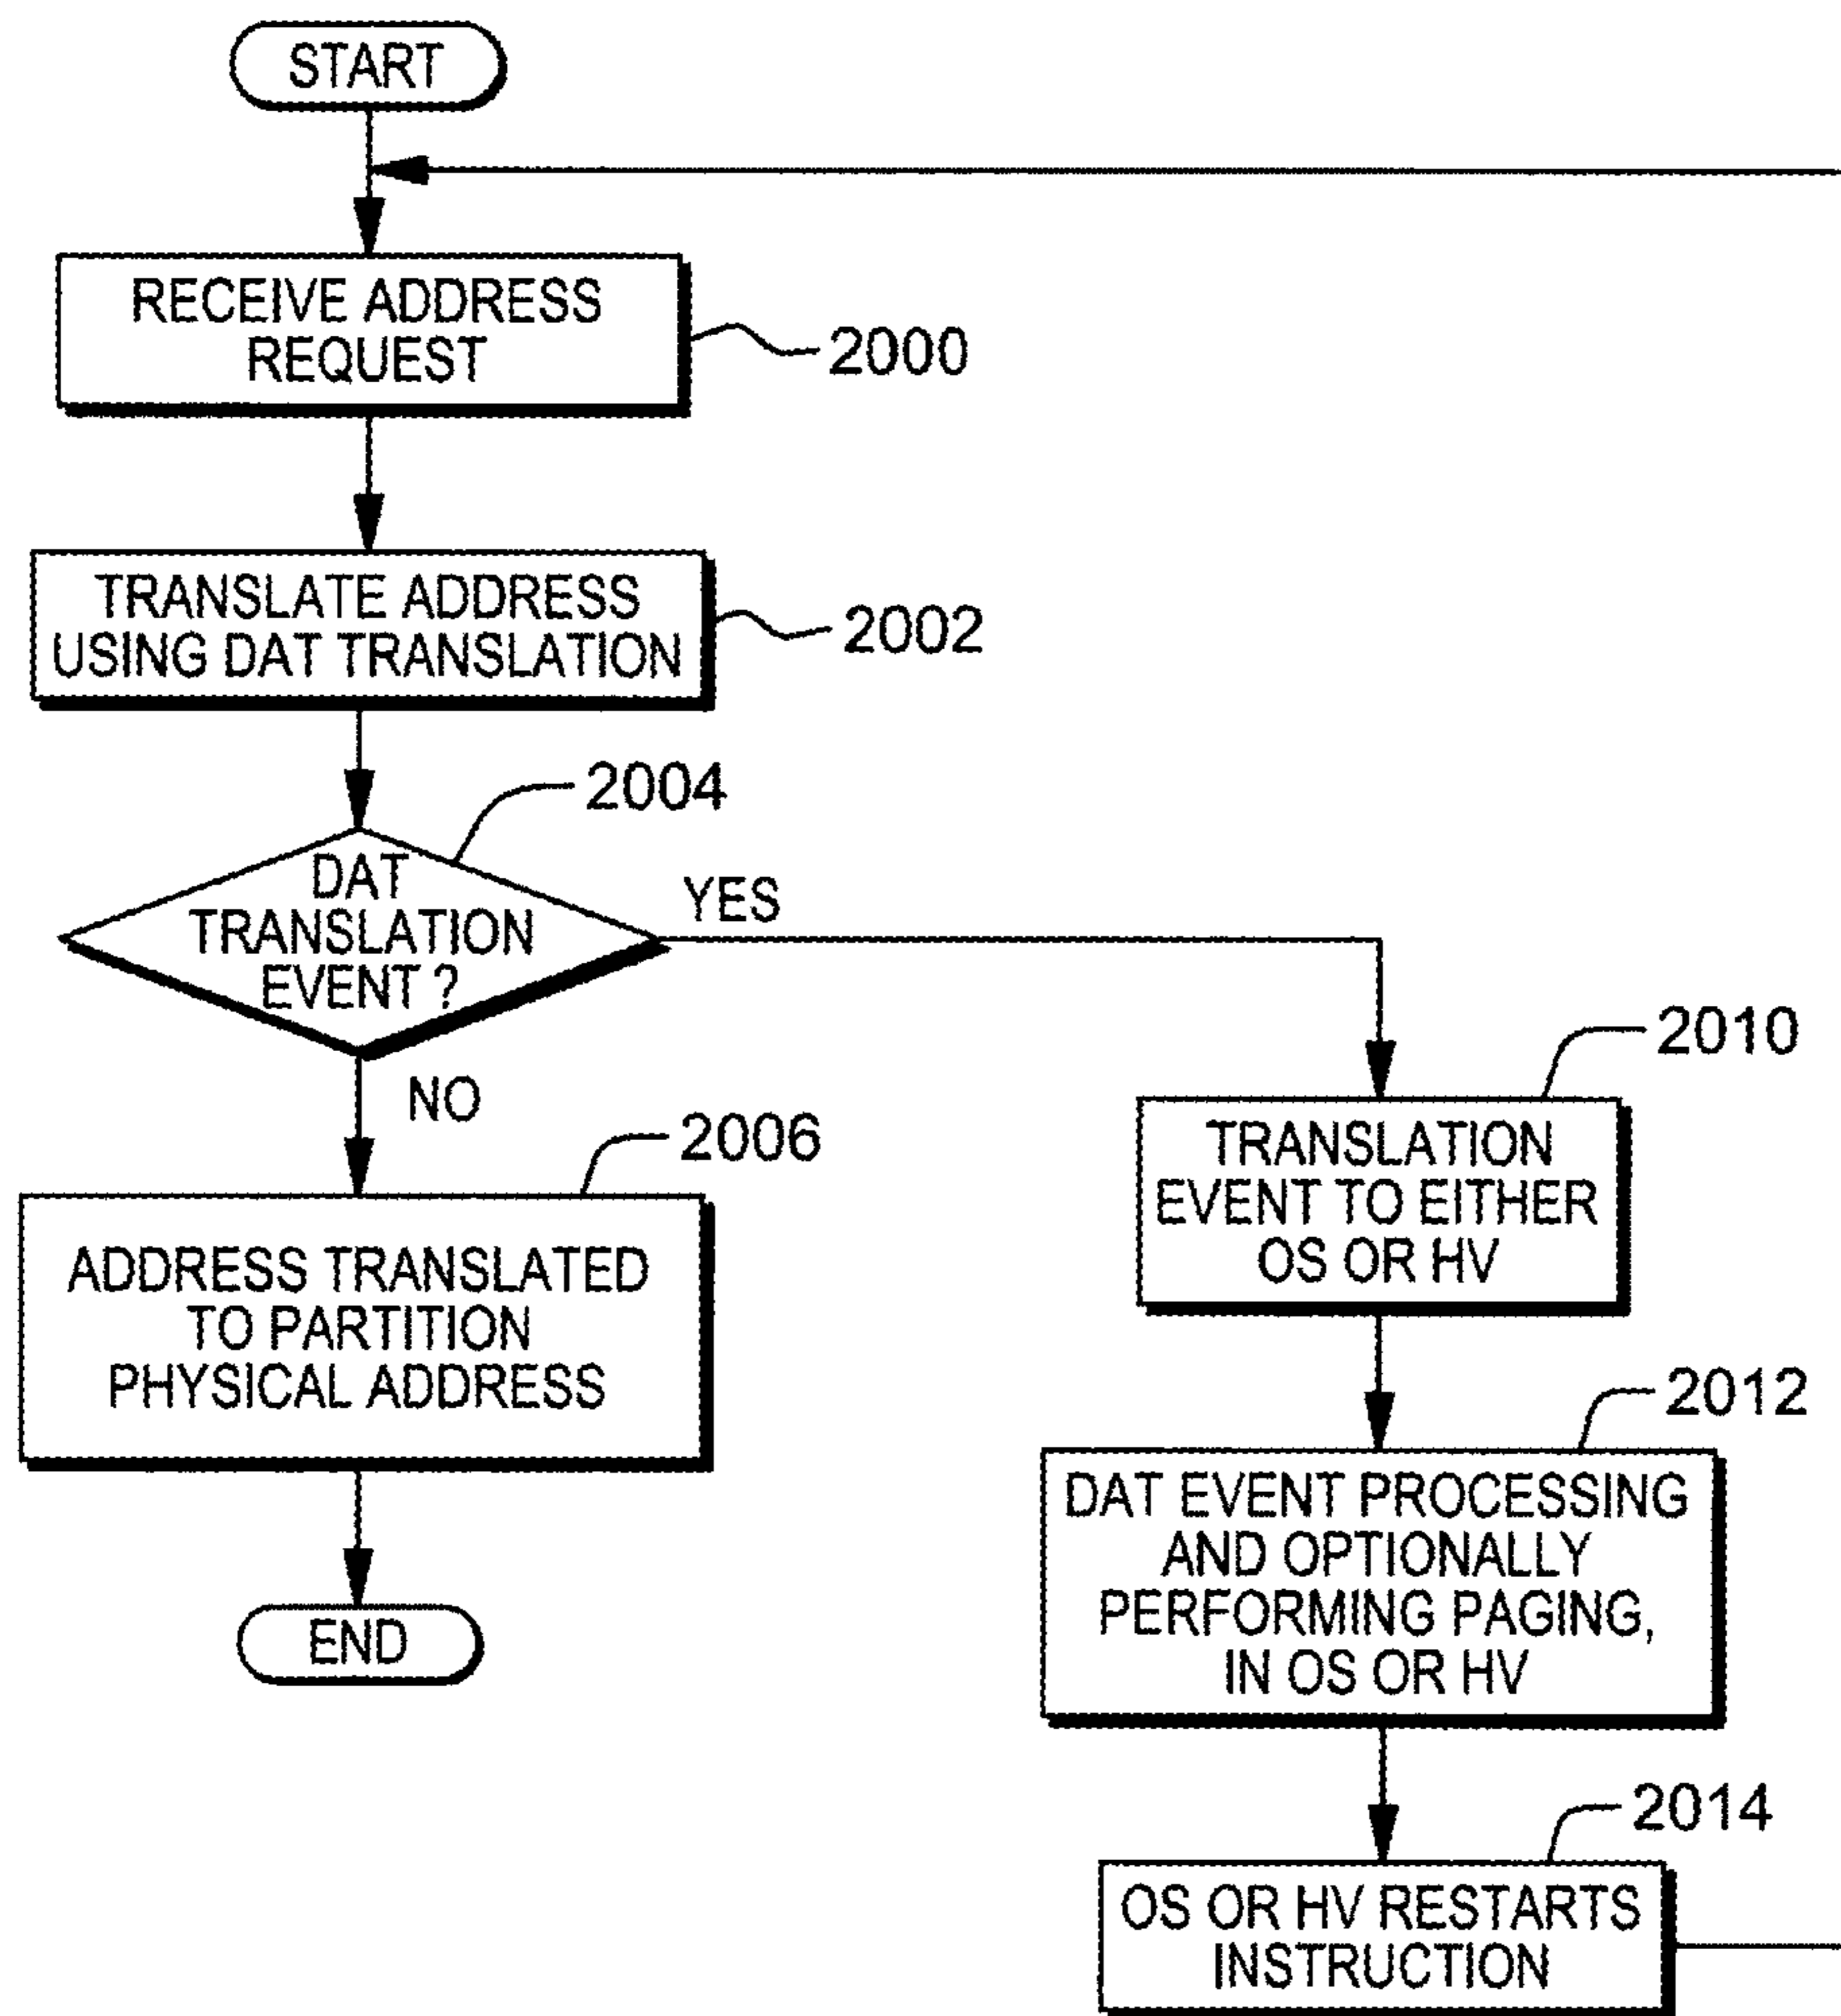 START
RECEIVE ADDRESS
REQUEST
2000
TRANSLATE ADDRESS
USING DAT TRANSLATION
2002
2004
DAT
TRANSLATION
EVENT ?
YES
NO
2006
ADDRESS TRANSLATED
TO PARTITION
PHYSICAL ADDRESS
END
2010
TRANSLATION
EVENT TO EITHER
OS OR HV
2012
DAT EVENT PROCESSING
AND OPTIONALLY
PERFORMING PAGING,
IN OS OR HV
2014
OS OR HV RESTARTS
INSTRUCTION